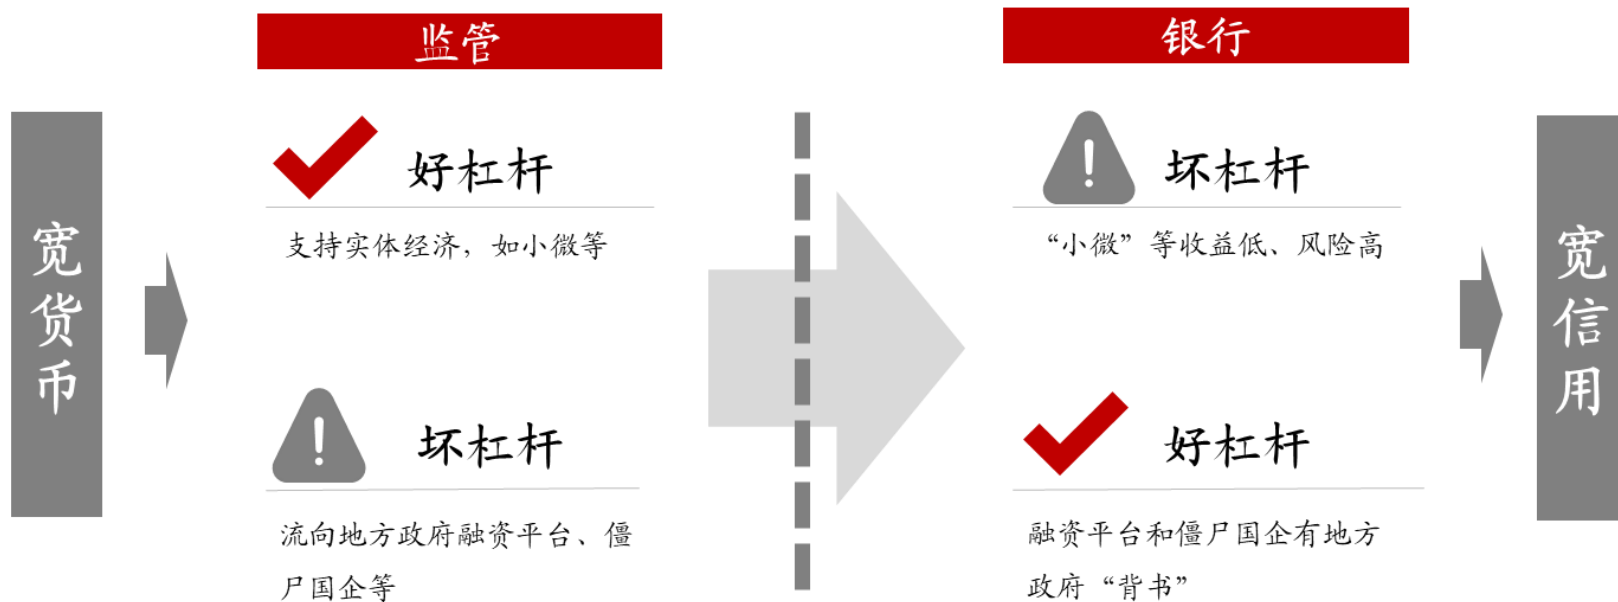 宽货币
监管
好杠杆
支持实体经济，如小微等
坏杠杆
流向地方政府融资平台、僵
尸国企等
银行
坏杠杆
“小微”等收益低、风险高
好杠杆
融资平台和僵尸国企有地方
政府“背书”
宽信用